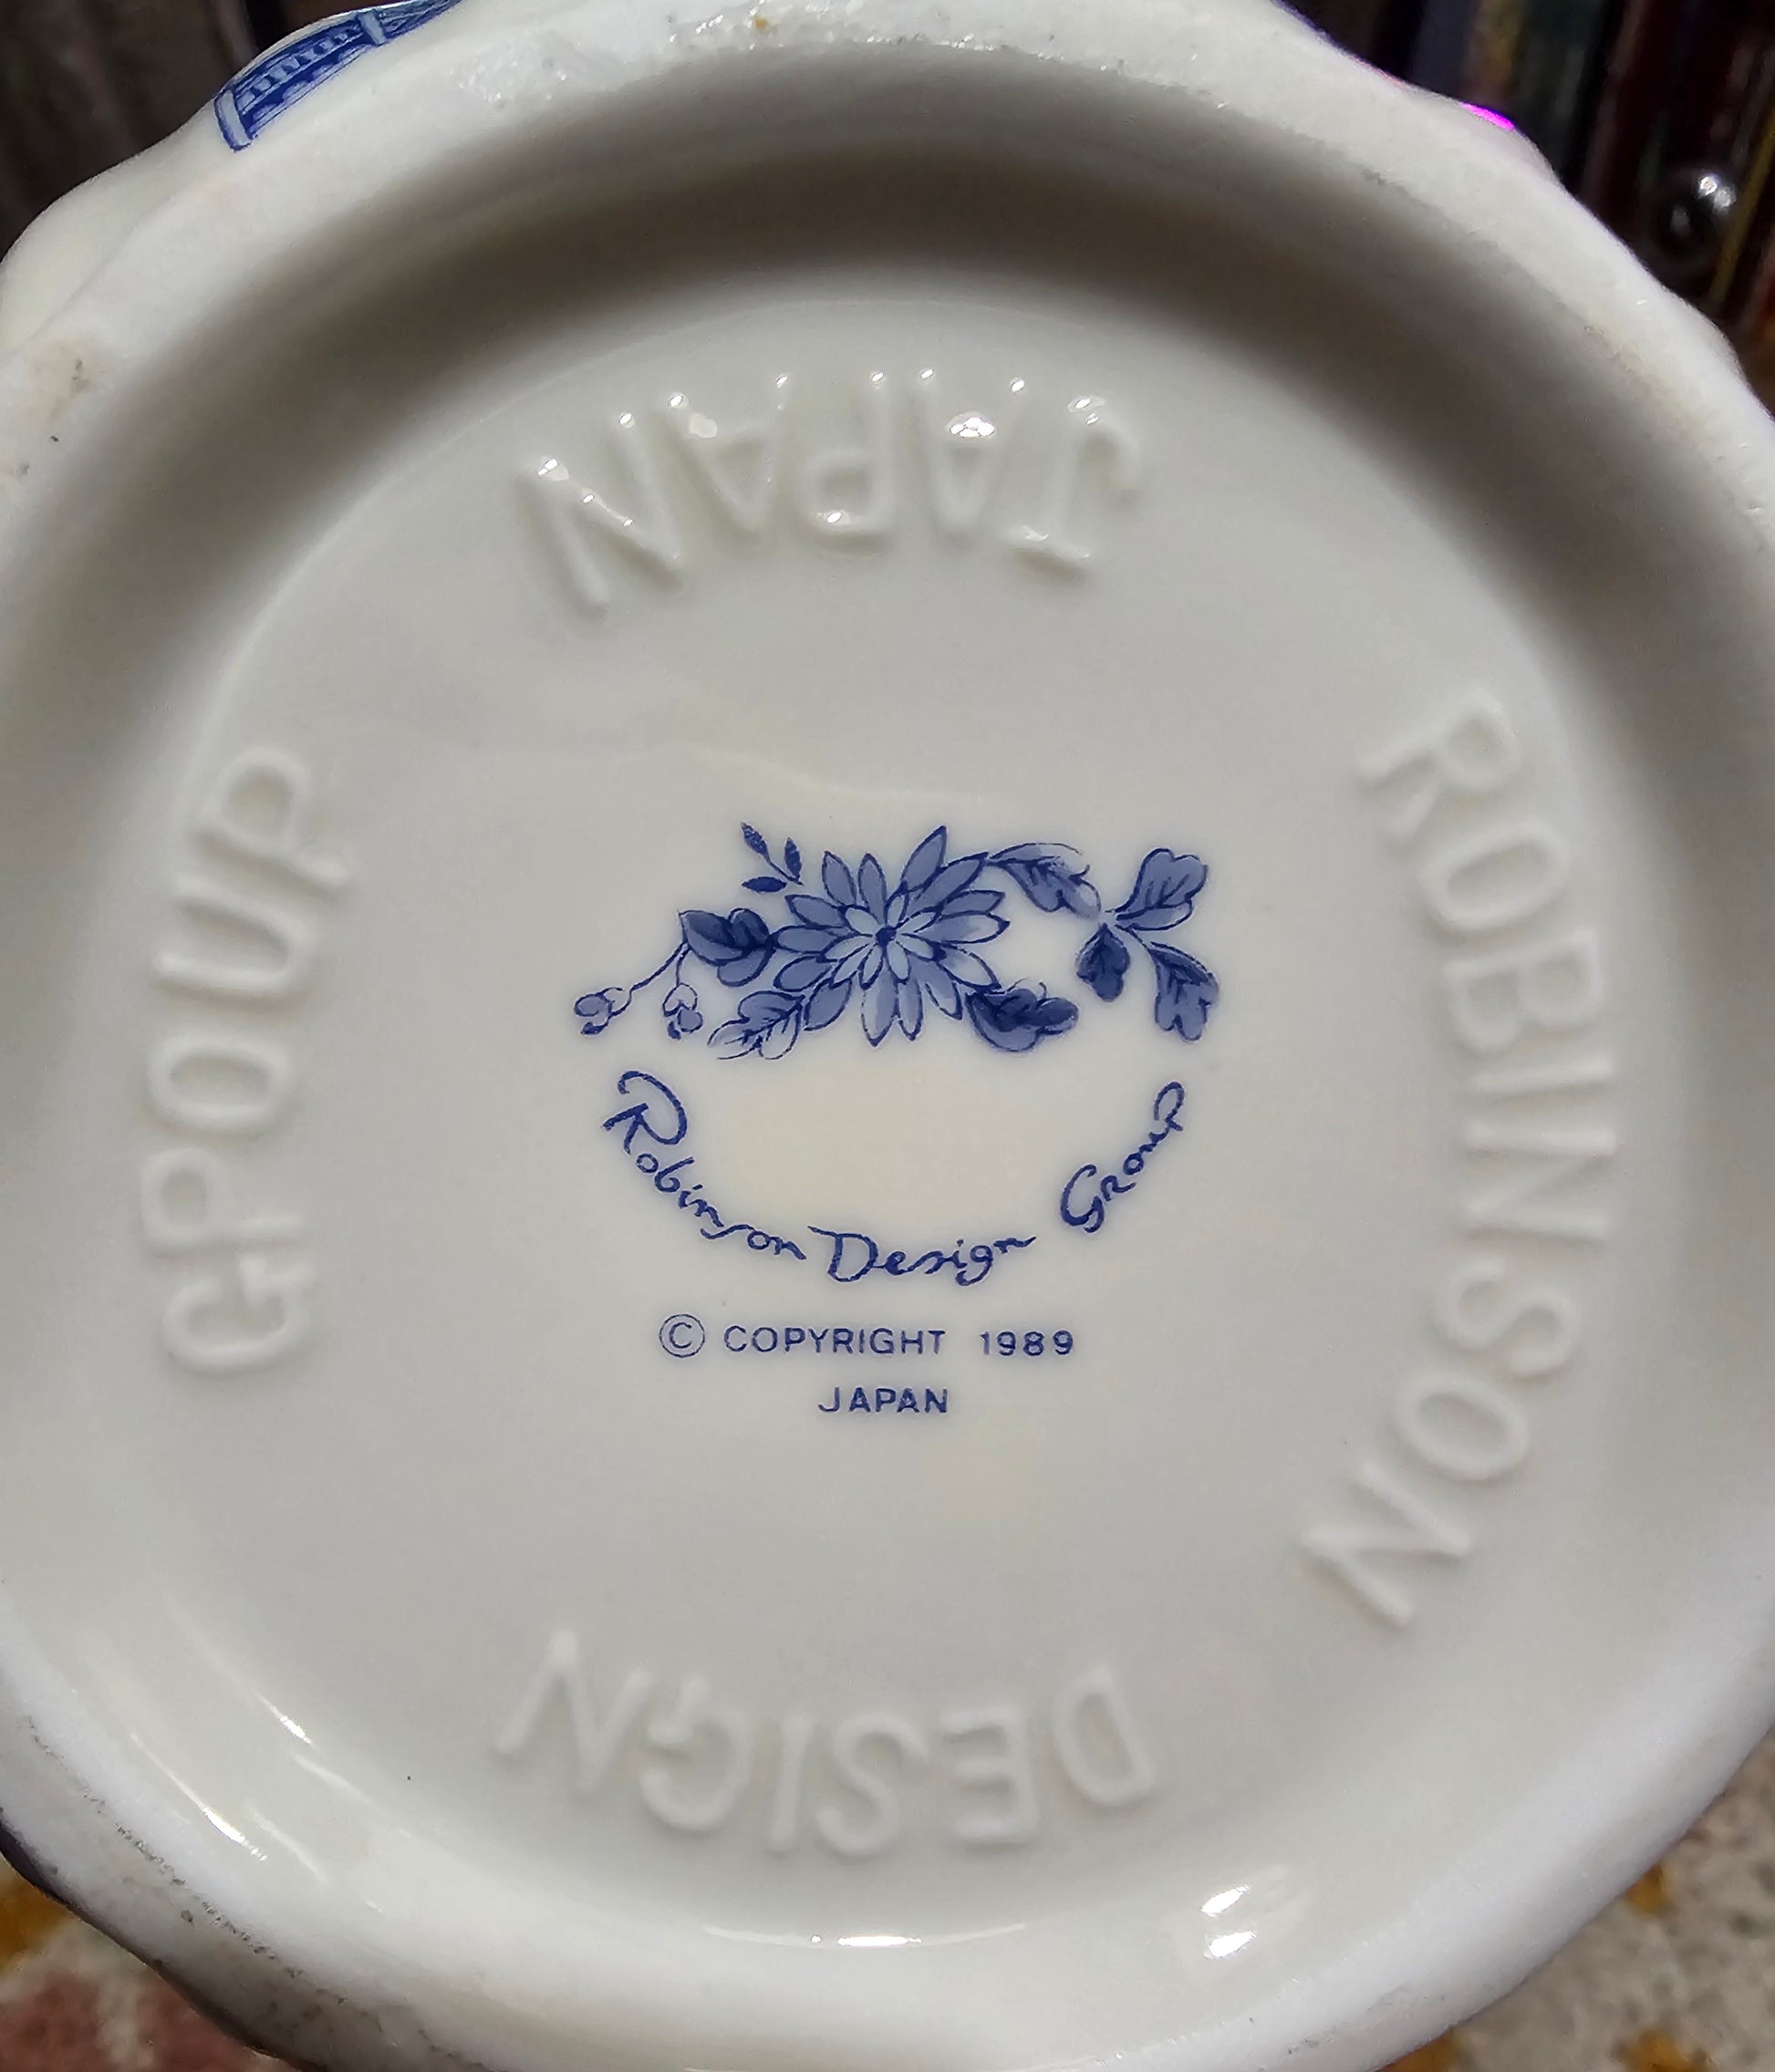 JAPAN
ROBINSON
DESIGN
GROUP
Robinson Design Group
© COPYRIGHT 1989
JAPAN